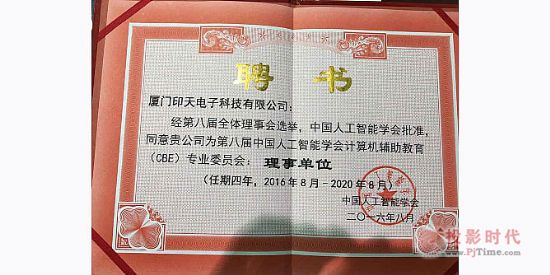 聘书
厦门印天电子科技有限公司：
经第八届全体理事会选举，中国人工智能学会批准，
同意贵公司为第八届中国人工智能学会计算机辅助教育
（CBE）专业委员会：理事单位
（任期四年，2016年8月-2020年8月）
中国人工智能学会
二〇一六年八月
投影时代
www.PjTime.com